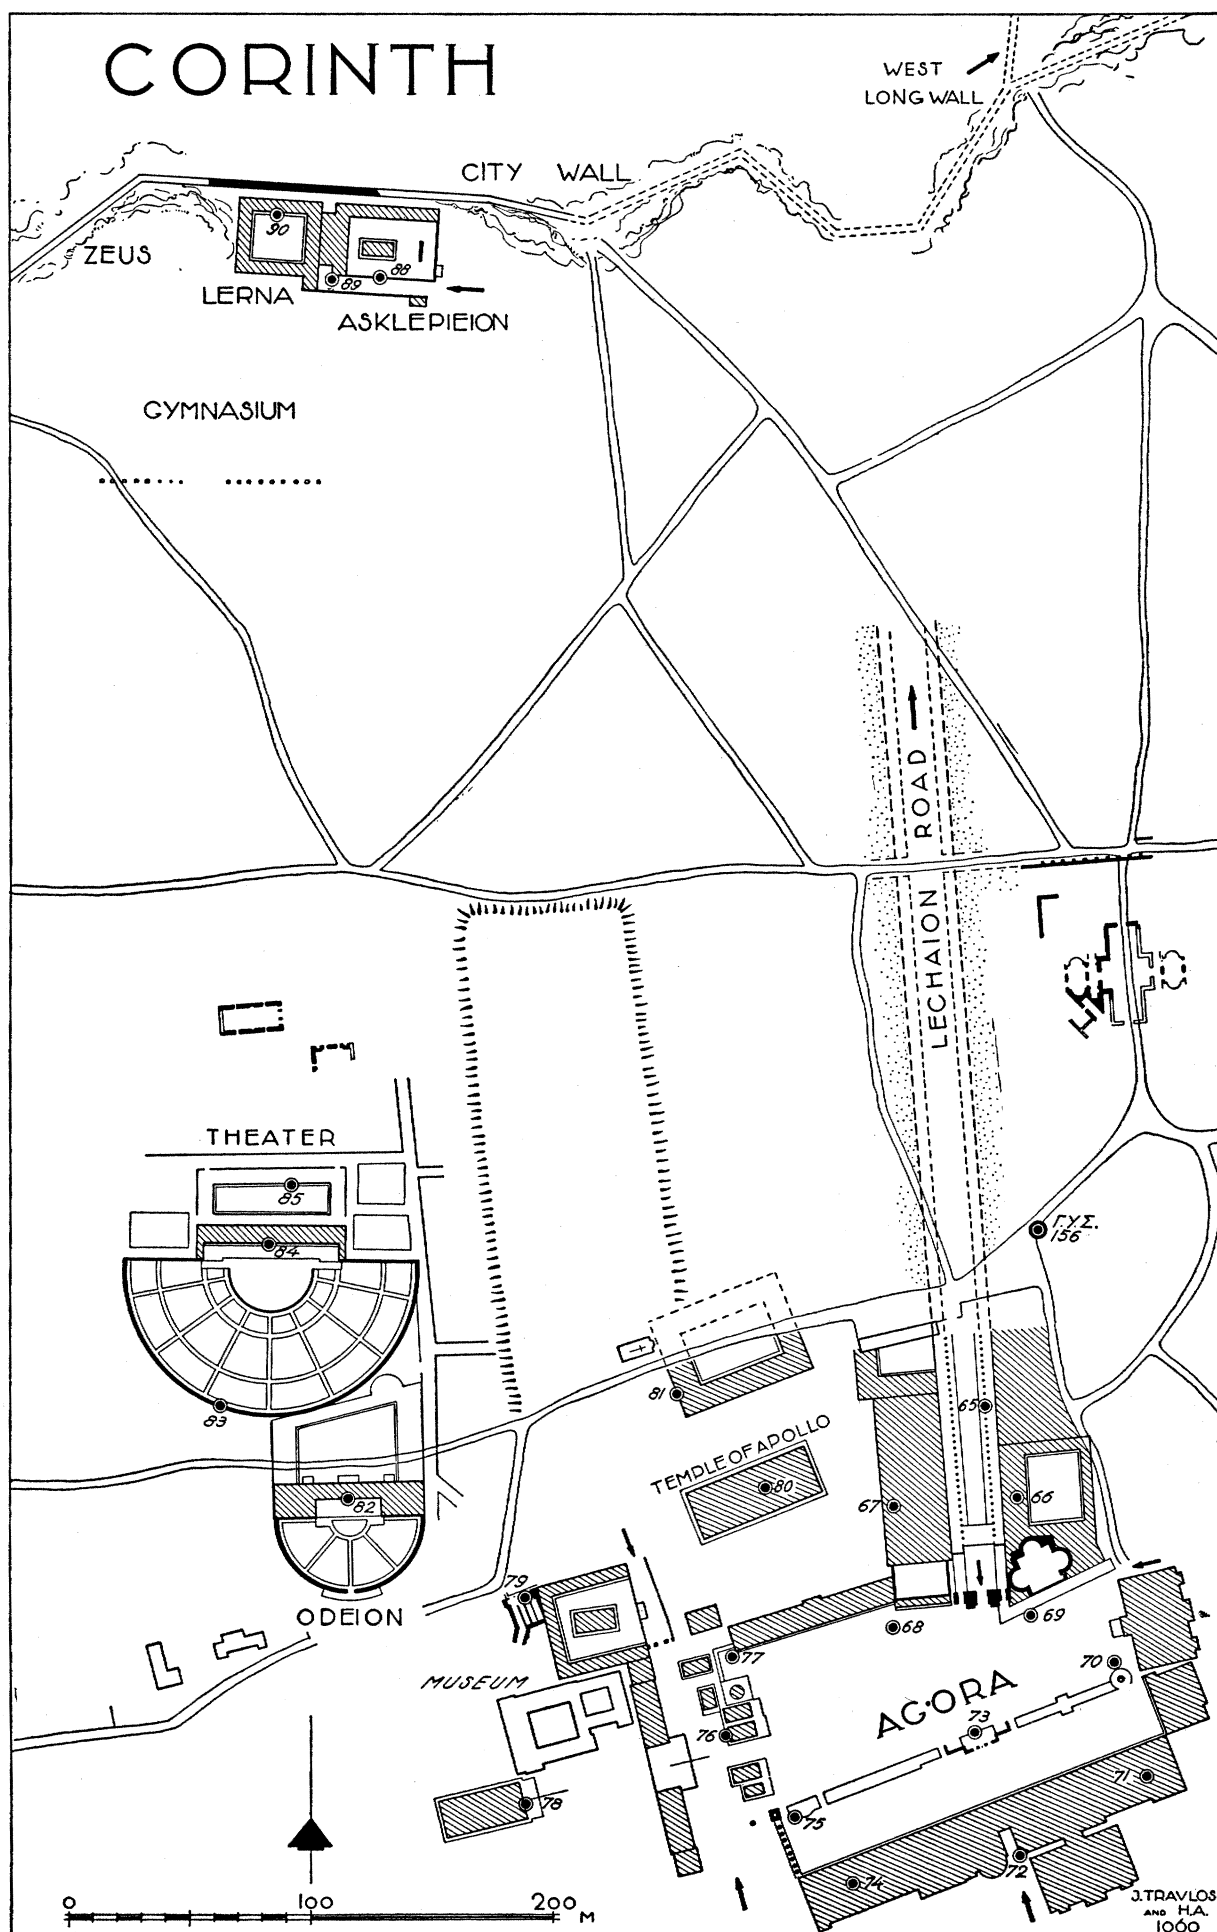 CORINTH
WEST
LONG WALL
CITY WALL
ZEUS
90
LERNA
89
88
ASKLEPIEION
GYMNASIUM
LECHAION ROAD
THEATER
85
84
Γ.Υ.Σ.
156
83
81
65
TEMPLE OF APOLLO
80
67
66
82
ODEION
79
69
68
77
70
MUSEUM
AGORA
73
76
71
78
75
72
74
0 100 200 M
J. TRAVLOS
AND H.A.
1960